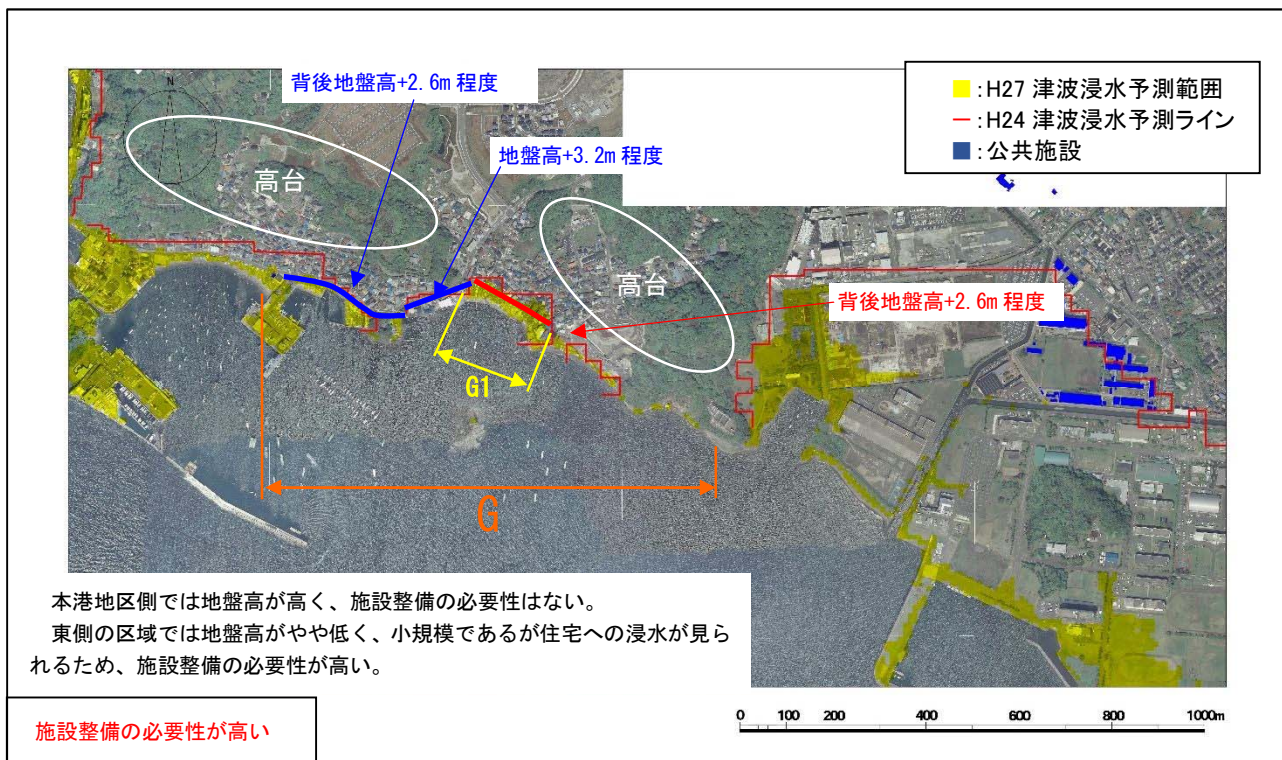 背後地盤高+2.6m 程度
:H27 津波浸水予測範囲
:H24 津波浸水予測ライン
:公共施設
N
地盤高+3.2m 程度
高台
高台
背後地盤高+2.6m 程度
G1
G
本港地区側では地盤高が高く、施設整備の必要性はない。
東側の区域では地盤高がやや低く、小規模であるが住宅への浸水が見ら
れるため、施設整備の必要性が高い。
施設整備の必要性が高い
0 100 200 400 600 800 1000m